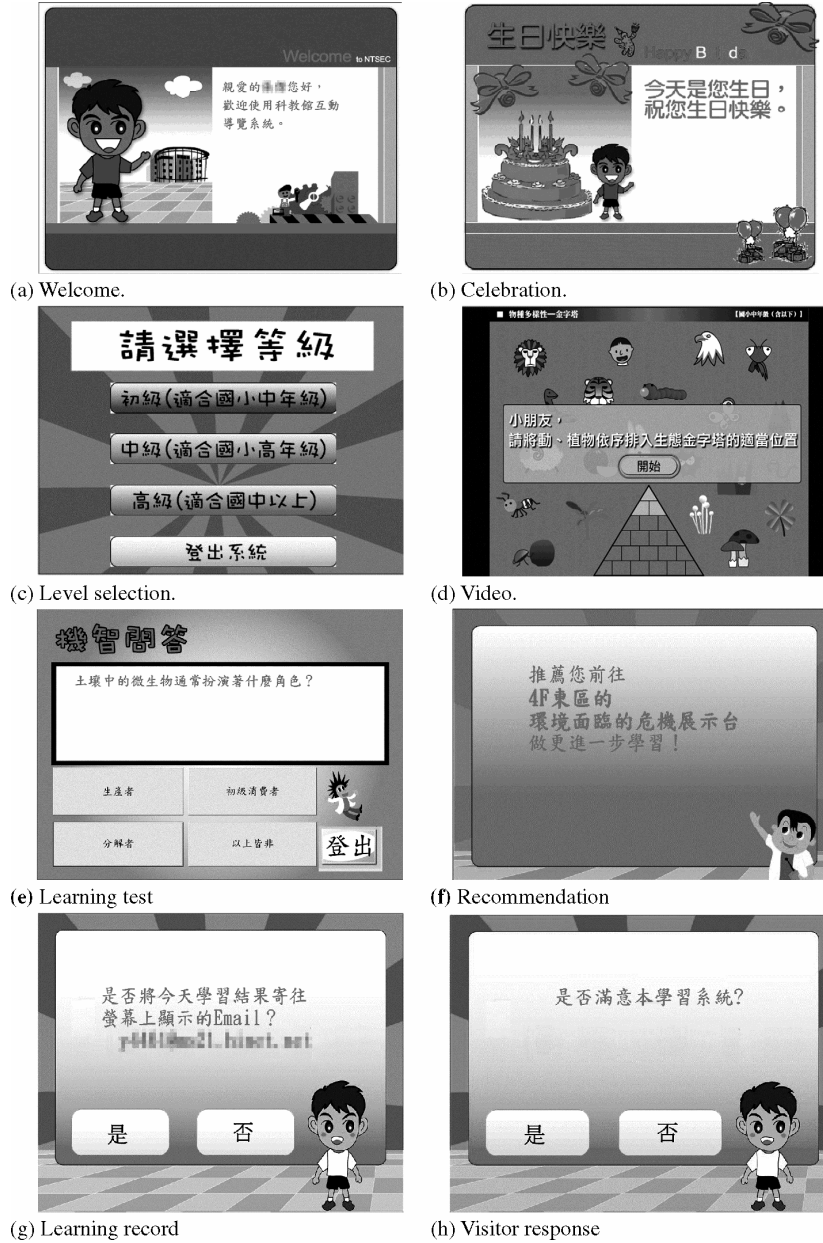 Welcome to NTSEC
親愛的 您好，
歡迎使用科教館互動
導覽系統。
(a) Welcome.
生日快樂
Happy
今天是您生日，
祝您生日快樂。
(b) Celebration.
請選擇等級
初級(適合國小中年級)
中級(適合國小高年級)
高級(適合國中以上)
登出系統
(c) Level selection.
■ 物種多樣性—金字塔
【國小中年級（含以下）】
小朋友，
請將動、植物依序排入生態金字塔的適當位置
開始
(d) Video.
機智問答
土壤中的微生物通常扮演著什麼角色？
生產者
初級消費者
分解者
以上皆非
登出
(e) Learning test
推薦您前往
4F東區的
環境面臨的危機展示台
做更進一步學習！
(f) Recommendation
是否將今天學習結果寄往
螢幕上顯示的Email？
是
否
(g) Learning record
是否滿意本學習系統?
是
否
(h) Visitor response